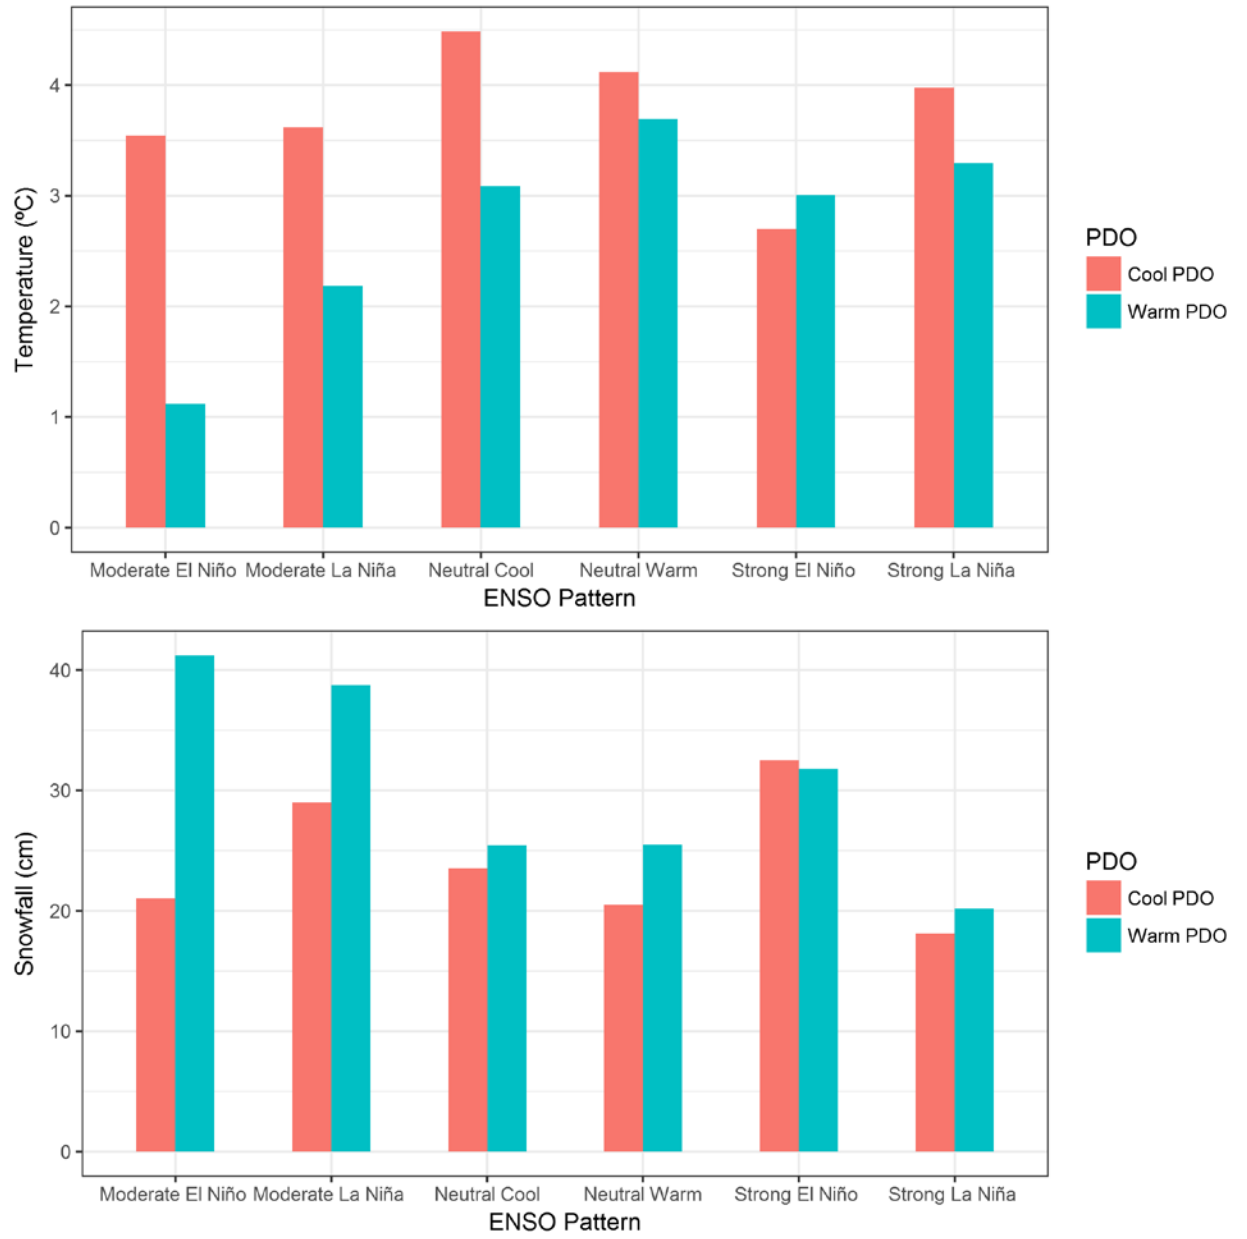 Temperature (ºC)
4
3
2
1
0
Moderate El Niño Moderate La Niña Neutral Cool Neutral Warm Strong El Niño Strong La Niña
ENSO Pattern
PDO
Cool PDO
Warm PDO
Snowfall (cm)
40
30
20
10
0
Moderate El Niño Moderate La Niña Neutral Cool Neutral Warm Strong El Niño Strong La Niña
ENSO Pattern
PDO
Cool PDO
Warm PDO